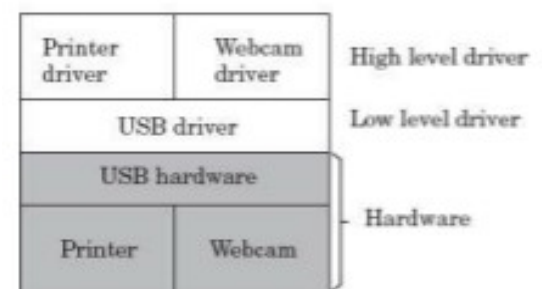 Printer
driver
Webcam
driver
High level driver
USB driver
Low level driver
USB hardware
Hardware
Printer
Webcam